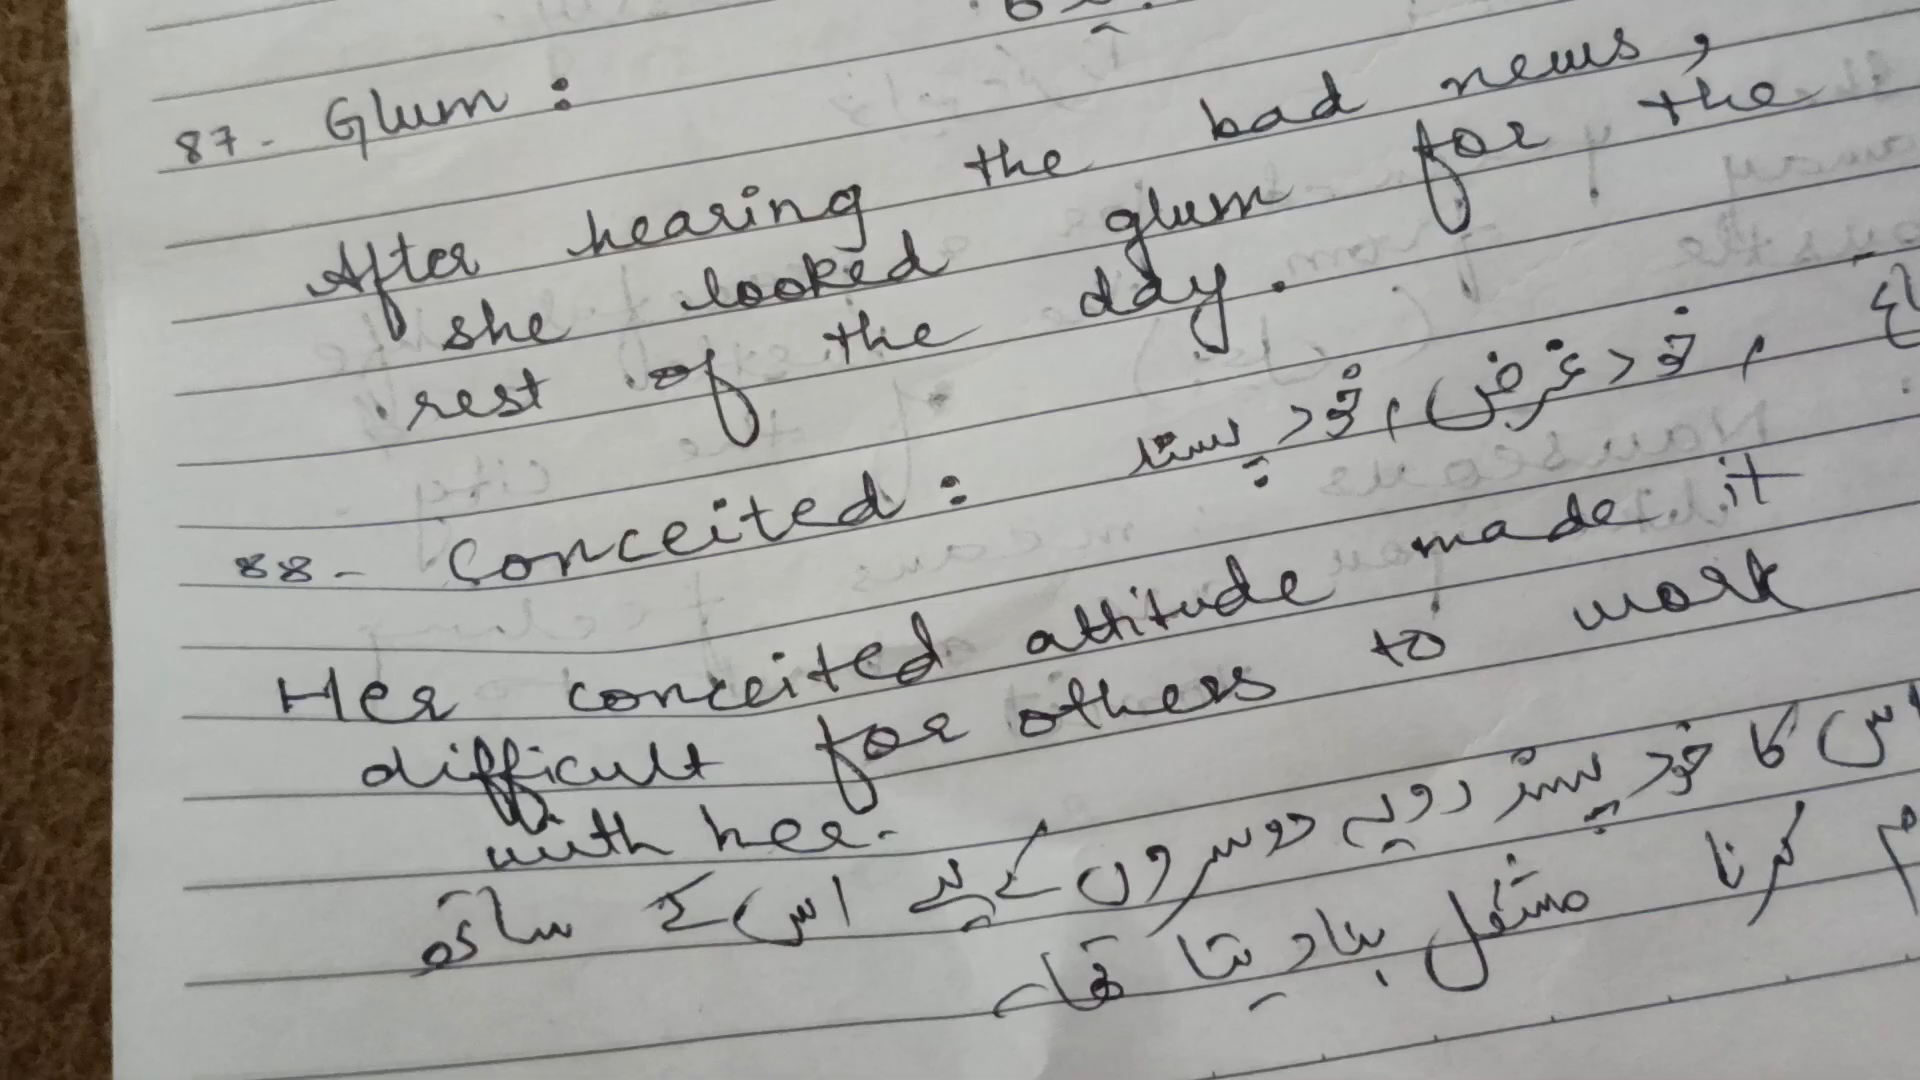 87- Glum :
After hearing the bad news,
she looked glum for the
rest of the day.
88- Conceited : خود غرض، خود پسند
Her conceited attitude made it
difficult for others to work
with her.
اس کا خود پسند رویہ دوسروں کے لیے اس کے ساتھ
کرنا مشکل بنا دیتا تھا۔